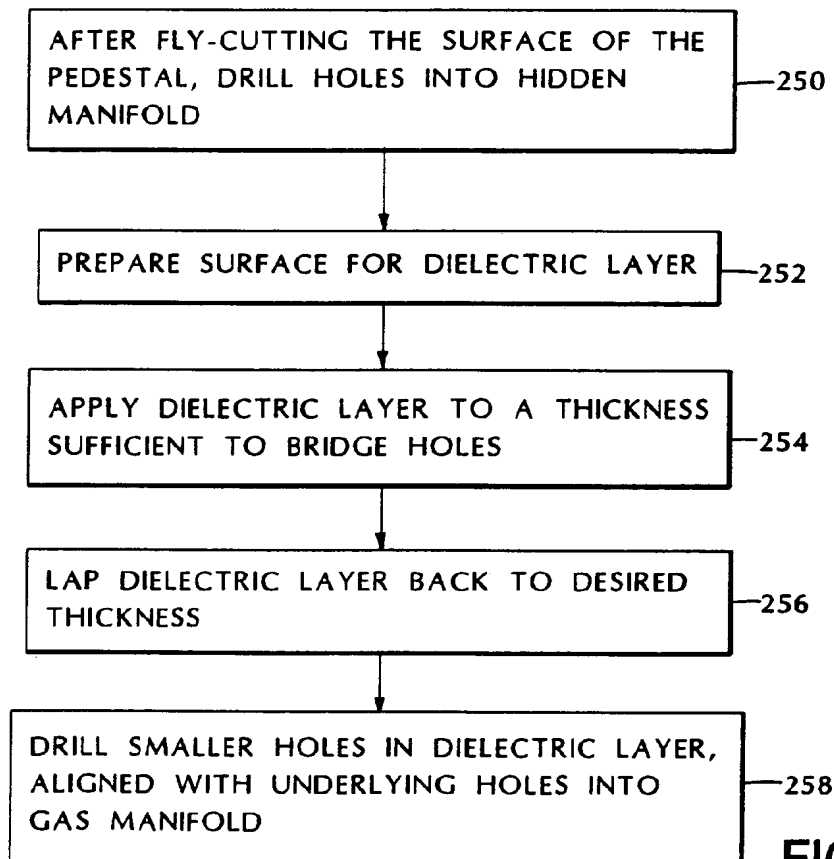 AFTER FLY-CUTTING THE SURFACE OF THE
PEDESTAL, DRILL HOLES INTO HIDDEN
MANIFOLD
250
PREPARE SURFACE FOR DIELECTRIC LAYER
252
APPLY DIELECTRIC LAYER TO A THICKNESS
SUFFICIENT TO BRIDGE HOLES
254
LAP DIELECTRIC LAYER BACK TO DESIRED
THICKNESS
256
DRILL SMALLER HOLES IN DIELECTRIC LAYER,
ALIGNED WITH UNDERLYING HOLES INTO
GAS MANIFOLD
258